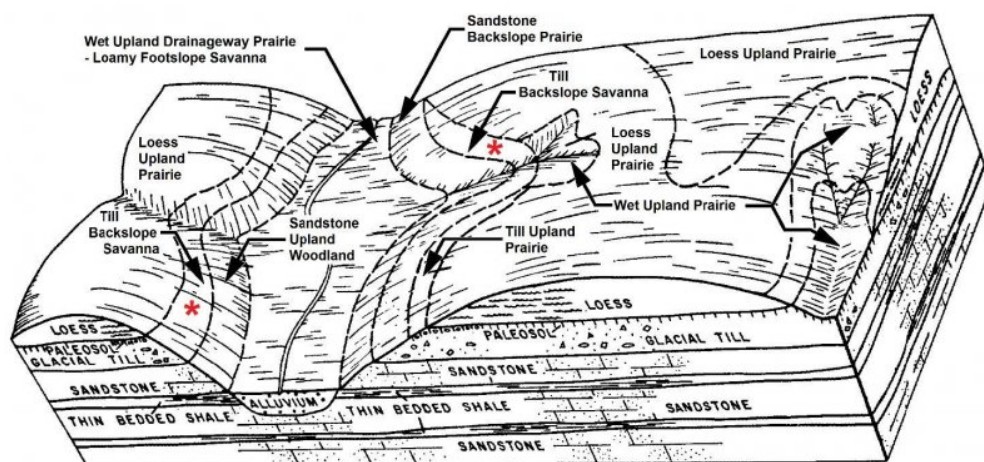 Wet Upland Drainageway Prairie
- Loamy Footslope Savanna
Sandstone
Backslope Prairie
Loess Upland Prairie
Till
Backslope Savanna
*
Loess
Upland
Prairie
Loess
Upland
Prairie
Wet Upland Prairie
Till
Backslope
Savanna
Sandstone
Upland
Woodland
Till Upland
Prairie
*
LOESS
LOESS
LOESS
PALEOSOL
GLACIAL TILL
PALEOSOL
GLACIAL TILL
SANDSTONE
SANDSTONE
ALLUVIUM
THIN BEDDED SHALE
THIN BEDDED SHALE
SANDSTONE
SANDSTONE